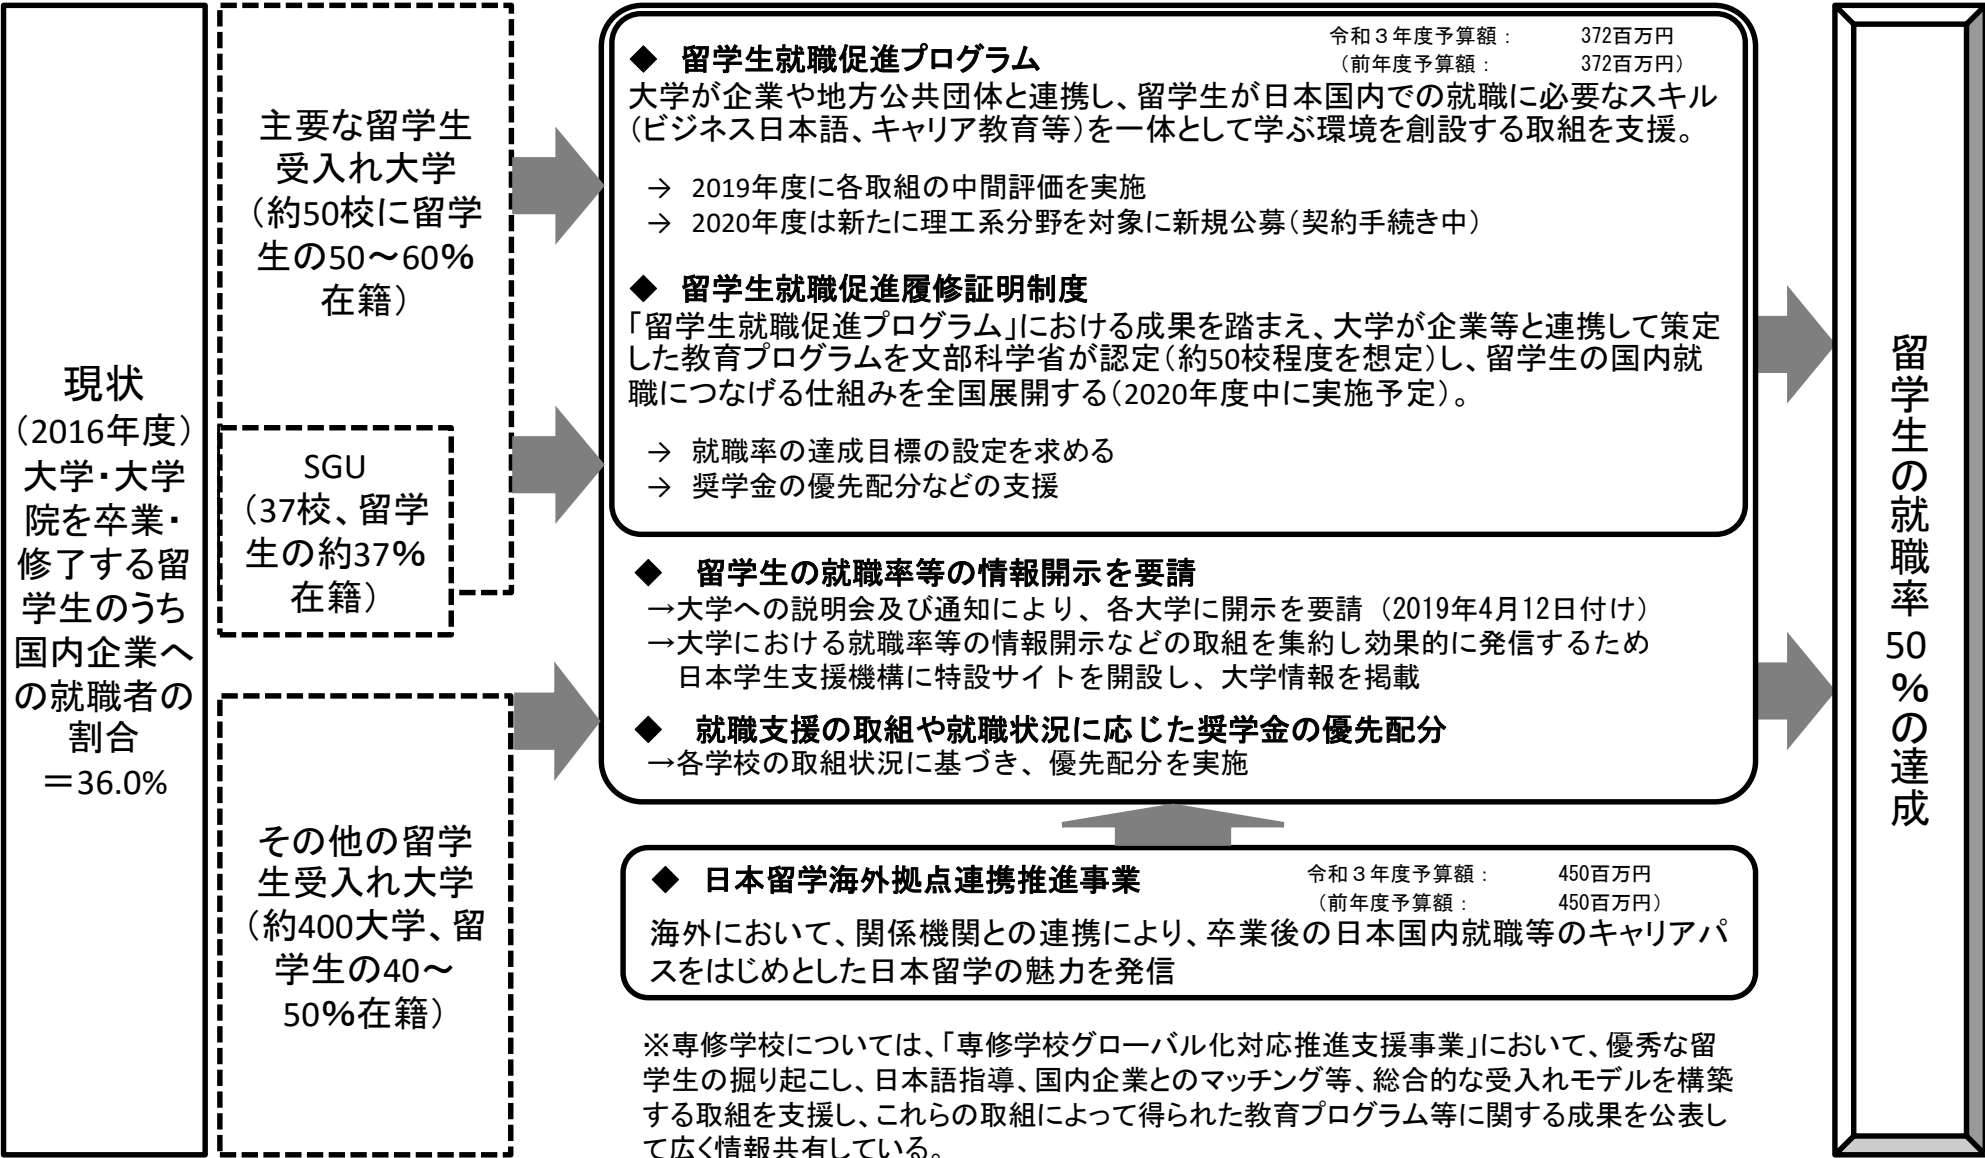 現状
（2016年度）
大学・大学
院を卒業・
修了する留
学生のうち
国内企業へ
の就職者の
割合
＝36.0%
主要な留学生
受入れ大学
（約50校に留学
生の50～60%
在籍）
SGU
（37校、留学
生の約37%
在籍）
その他の留学
生受入れ大学
（約400大学、留
学生の40～
50%在籍）
◆ 留学生就職促進プログラム
令和３年度予算額： 372百万円
（前年度予算額： 372百万円）
大学が企業や地方公共団体と連携し、留学生が日本国内での就職に必要なスキル
（ビジネス日本語、キャリア教育等）を一体として学ぶ環境を創設する取組を支援。
→ 2019年度に各取組の中間評価を実施
→ 2020年度は新たに理工系分野を対象に新規公募（契約手続き中）
◆ 留学生就職促進履修証明制度
「留学生就職促進プログラム」における成果を踏まえ、大学が企業等と連携して策定
した教育プログラムを文部科学省が認定（約50校程度を想定）し、留学生の国内就
職につなげる仕組みを全国展開する（2020年度中に実施予定）。
→ 就職率の達成目標の設定を求める
→ 奨学金の優先配分などの支援
◆ 留学生の就職率等の情報開示を要請
→大学への説明会及び通知により、各大学に開示を要請（2019年4月12日付け）
→大学における就職率等の情報開示などの取組を集約し効果的に発信するため
日本学生支援機構に特設サイトを開設し、大学情報を掲載
◆ 就職支援の取組や就職状況に応じた奨学金の優先配分
→各学校の取組状況に基づき、優先配分を実施
◆ 日本留学海外拠点連携推進事業
令和３年度予算額： 450百万円
（前年度予算額： 450百万円）
海外において、関係機関との連携により、卒業後の日本国内就職等のキャリアパ
スをはじめとした日本留学の魅力を発信
※専修学校については、「専修学校グローバル化対応推進支援事業」において、優秀な留
学生の掘り起こし、日本語指導、国内企業とのマッチング等、総合的な受入れモデルを構築
する取組を支援し、これらの取組によって得られた教育プログラム等に関する成果を公表し
て広く情報共有している。
留学生の就職率50%の達成